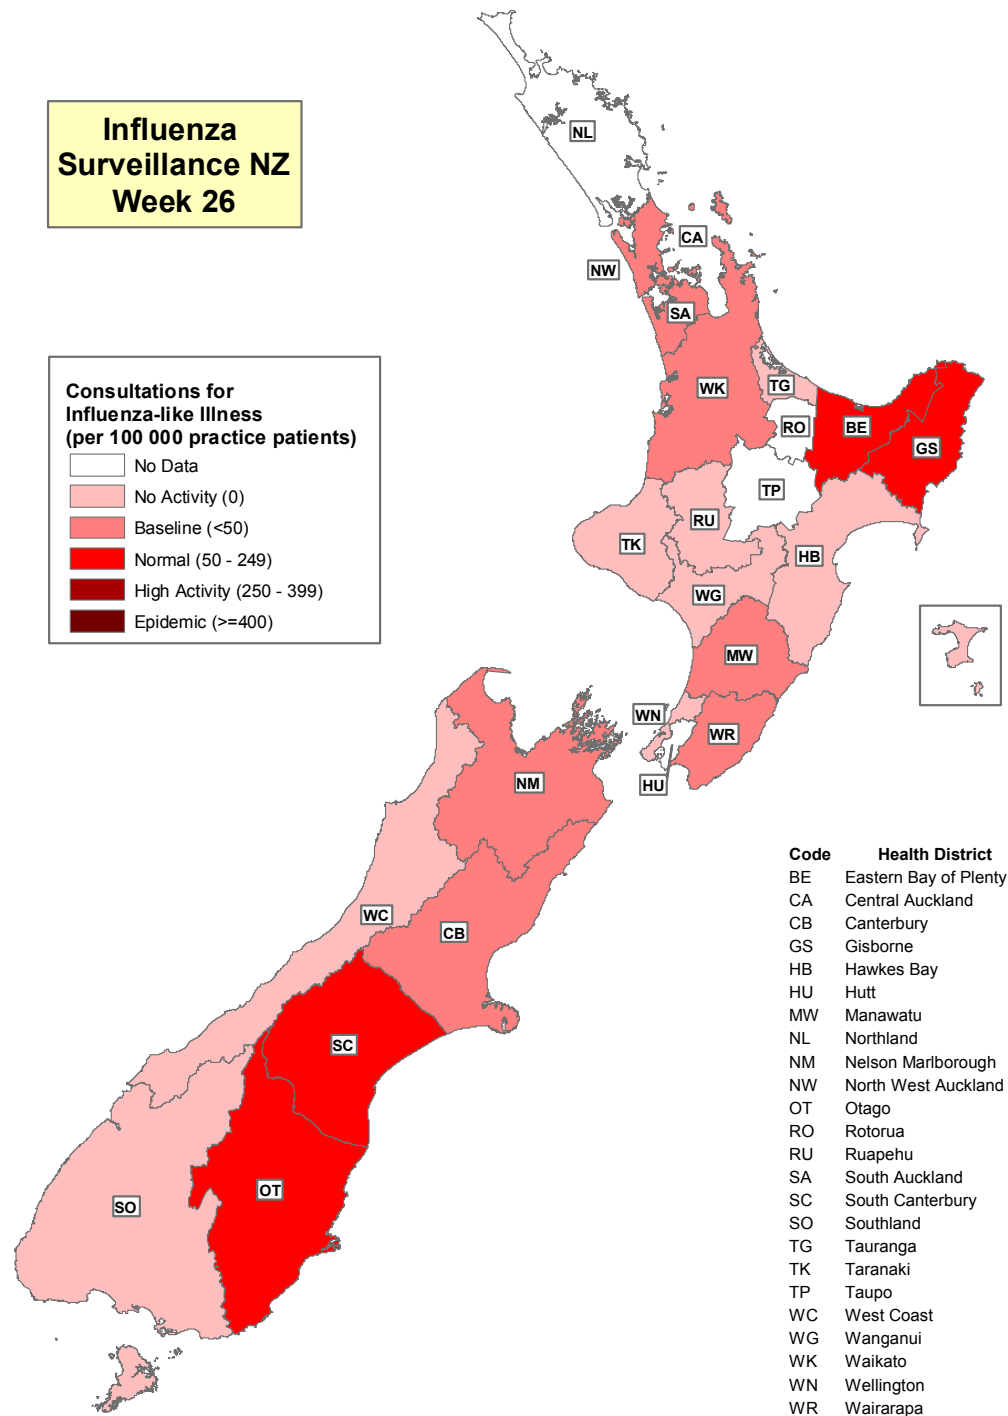 Influenza
Surveillance NZ
Week 26
NL
CA
NW
SA
WK
TG
RO
BE
GS
TP
RU
TK
HB
WG
MW
WN
WR
HU
NM
WC
CB
SC
OT
SO
Consultations for
Influenza-like Illness
(per 100 000 practice patients)
No Data
No Activity (0)
Baseline (<50)
Normal (50 - 249)
High Activity (250 - 399)
Epidemic (>=400)
Code Health District
BE Eastern Bay of Plenty
CA Central Auckland
CB Canterbury
GS Gisborne
HB Hawkes Bay
HU Hutt
MW Manawatu
NL Northland
NM Nelson Marlborough
NW North West Auckland
OT Otago
RO Rotorua
RU Ruapehu
SA South Auckland
SC South Canterbury
SO Southland
TG Tauranga
TK Taranaki
TP Taupo
WC West Coast
WG Wanganui
WK Waikato
WN Wellington
WR Wairarapa